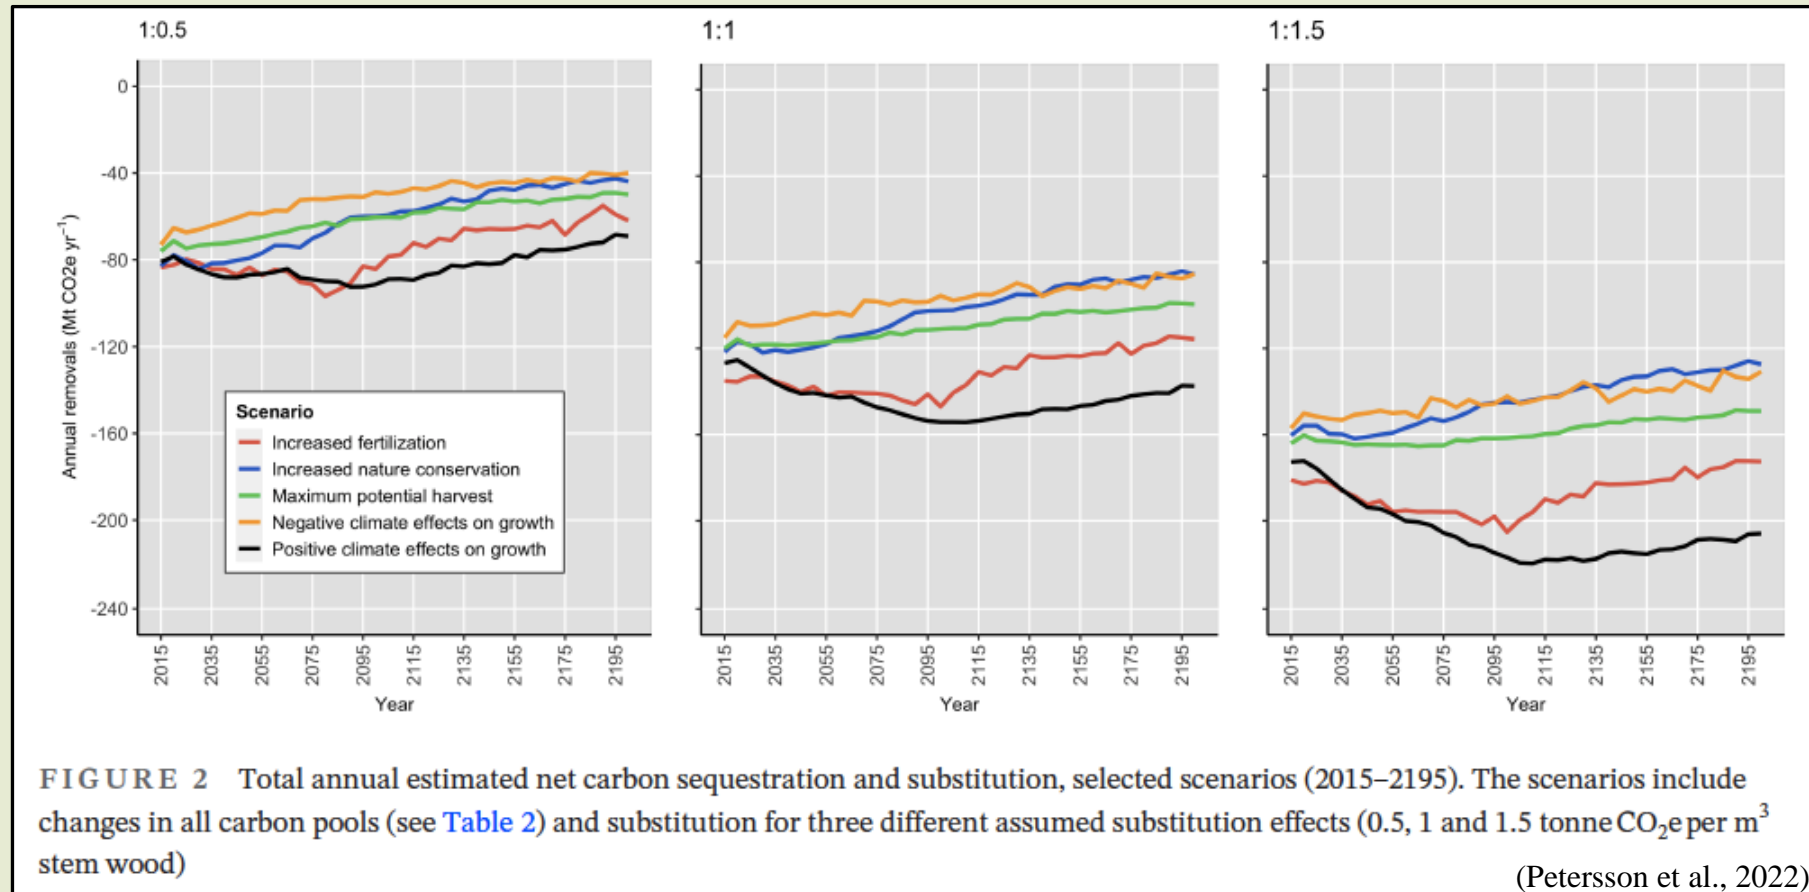 1:0.5
1:1
1:1.5
Annual removals (Mt CO2e yr⁻¹)
0
-40
-80
-120
-160
-200
-240
Scenario
Increased fertilization
Increased nature conservation
Maximum potential harvest
Negative climate effects on growth
Positive climate effects on growth
2015 2035 2055 2075 2095 2115 2135 2155 2175 2195
2015 2035 2055 2075 2095 2115 2135 2155 2175 2195
2015 2035 2055 2075 2095 2115 2135 2155 2175 2195
Year
Year
Year
FIGURE 2 Total annual estimated net carbon sequestration and substitution, selected scenarios (2015–2195). The scenarios include
changes in all carbon pools (see Table 2) and substitution for three different assumed substitution effects (0.5, 1 and 1.5 tonne CO₂e per m³
stem wood)
(Petersson et al., 2022)